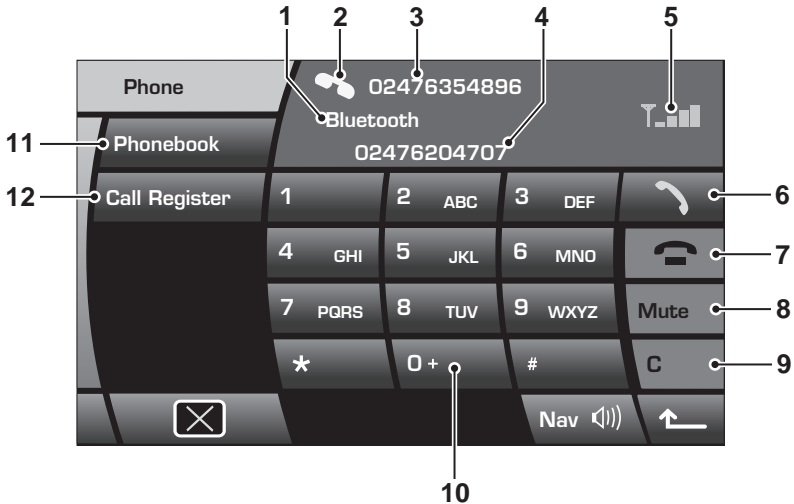 1 2 3 4 5
Phone
02476354896
Bluetooth
02476204707
11 Phonebook
12 Call Register
1 2 ABC 3 DEF 6
4 GHI 5 JKL 6 MNO 7
7 PQRS 8 TUV 9 WXYZ Mute 8
* 0 + # C 9
Nav
10